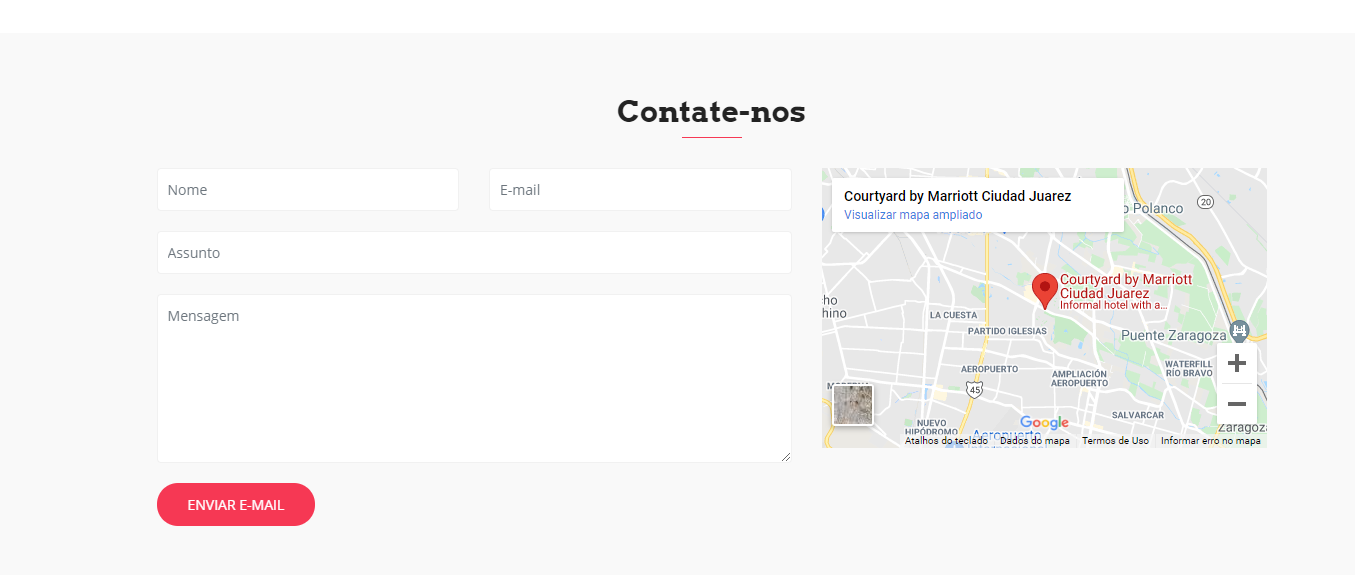 Contate-nos
Nome
E-mail
Assunto
Mensagem
ENVIAR E-MAIL
Courtyard by Marriott Ciudad Juarez
Visualizar mapa ampliado
Polanco
20
Courtyard by Marriott
Ciudad Juarez
Informal hotel with a...
LA CUESTA
PARTIDO IGLESIAS
Puente Zaragoza
WATERFILL
RÍO BRAVO
AEROPUERTO
AMPLIACIÓN
AEROPUERTO
45
SALVARCAR
NUEVO
HIPÓDROMO
Google
Zaragoza
Aeropuerto
Atalhos do teclado
Dados do mapa
Termos de Uso
Informar erro no mapa